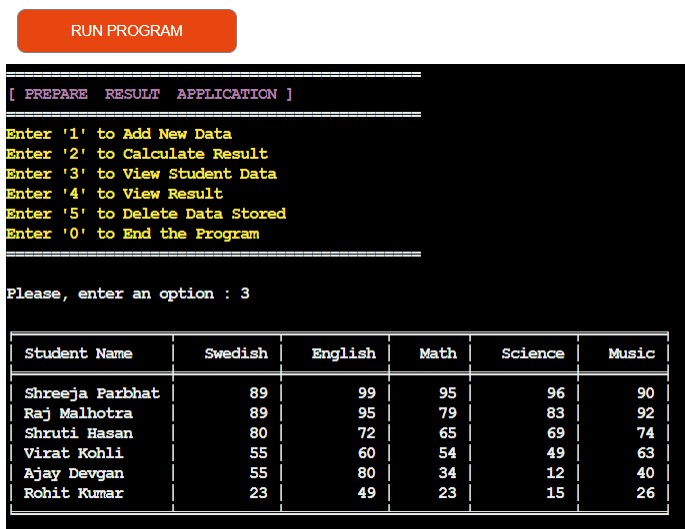 RUN PROGRAM
[ PREPARE RESULT APPLICATION ]
Enter '1' to Add New Data
Enter '2' to Calculate Result
Enter '3' to View Student Data
Enter '4' to View Result
Enter '5' to Delete Data Stored
Enter '0' to End the Program
Please, enter an option : 3
Student Name Swedish English Math Science Music
Shreeja Parbhat 89 99 95 96 90
Raj Malhotra 89 95 79 83 92
Shruti Hasan 80 72 65 69 74
Virat Kohli 55 60 54 49 63
Ajay Devgan 55 80 34 12 40
Rohit Kumar 23 49 23 15 26